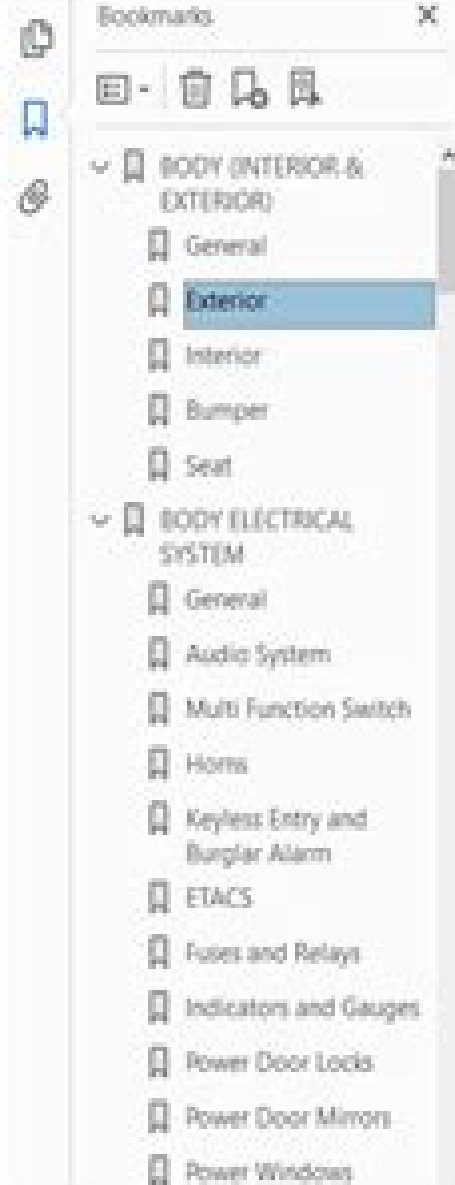 Bookmarks
BODY (INTERIOR &
EXTERIOR)
General
Exterior
Interior
Bumper
Seat
BODY ELECTRICAL
SYSTEM
General
Audio System
Multi Function Switch
Horns
Keyless Entry and
Burglar Alarm
ETACS
Fuses and Relays
Indicators and Gauges
Power Door Locks
Power Door Mirrors
Power Windows